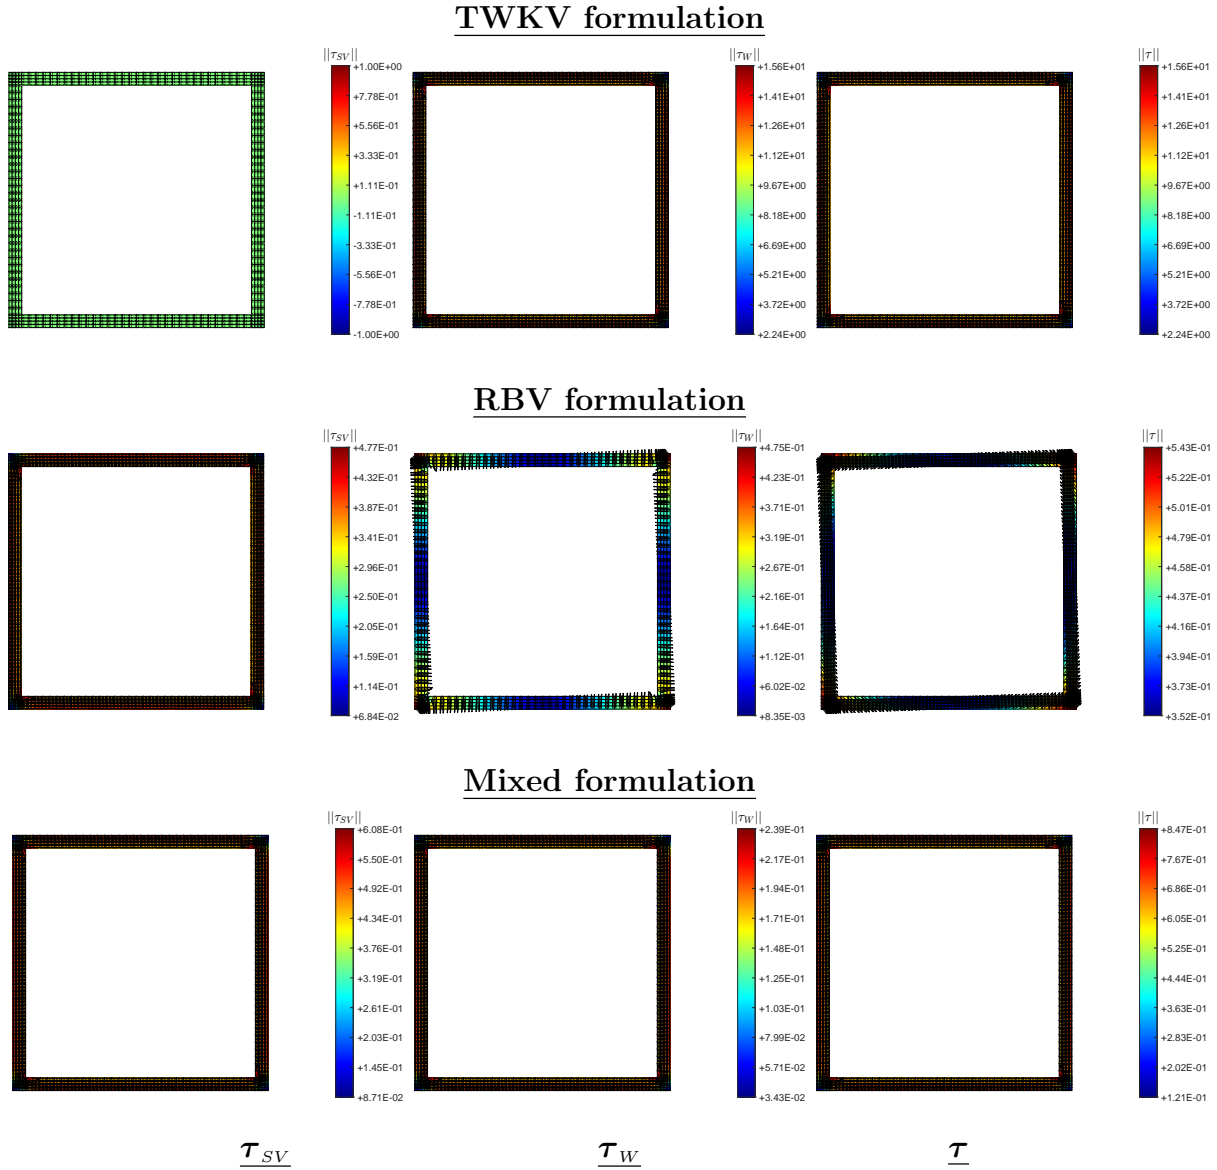 TWKV formulation
||τ_SV||
+1.00E+00
+7.78E-01
+5.56E-01
+3.33E-01
+1.11E-01
-1.11E-01
-3.33E-01
-5.56E-01
-7.78E-01
-1.00E+00
||τ_W||
+1.56E+01
+1.41E+01
+1.26E+01
+1.12E+01
+9.67E+00
+8.18E+00
+6.69E+00
+5.21E+00
+3.72E+00
+2.24E+00
||τ||
+1.56E+01
+1.41E+01
+1.26E+01
+1.12E+01
+9.67E+00
+8.18E+00
+6.69E+00
+5.21E+00
+3.72E+00
+2.24E+00
RBV formulation
||τ_SV||
+4.77E-01
+4.32E-01
+3.87E-01
+3.41E-01
+2.96E-01
+2.50E-01
+2.05E-01
+1.59E-01
+1.14E-01
+6.84E-02
||τ_W||
+4.75E-01
+4.23E-01
+3.71E-01
+3.19E-01
+2.67E-01
+2.16E-01
+1.64E-01
+1.12E-01
+6.02E-02
+8.35E-03
||τ||
+5.43E-01
+5.22E-01
+5.01E-01
+4.79E-01
+4.58E-01
+4.37E-01
+4.16E-01
+3.94E-01
+3.73E-01
+3.52E-01
Mixed formulation
||τ_SV||
+6.08E-01
+5.50E-01
+4.92E-01
+4.34E-01
+3.76E-01
+3.19E-01
+2.61E-01
+2.03E-01
+1.45E-01
+8.71E-02
||τ_W||
+2.39E-01
+2.17E-01
+1.94E-01
+1.71E-01
+1.48E-01
+1.25E-01
+1.03E-01
+7.99E-02
+5.71E-02
+3.43E-02
||τ||
+8.47E-01
+7.67E-01
+6.86E-01
+6.05E-01
+5.25E-01
+4.44E-01
+3.63E-01
+2.83E-01
+2.02E-01
+1.21E-01
τ_SV τ_W τ